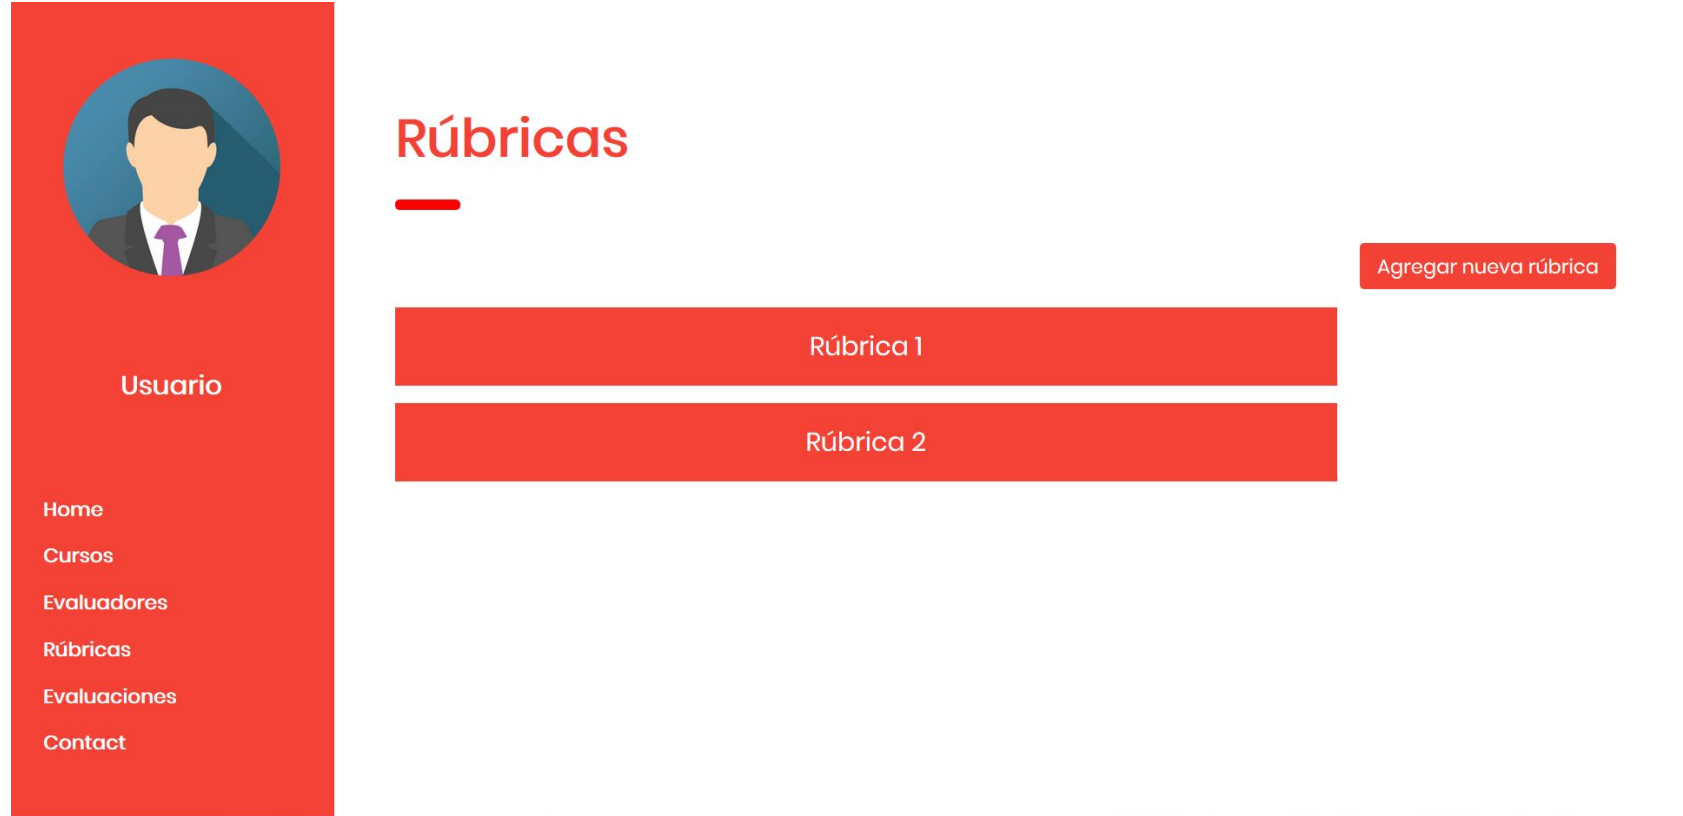 Usuario
Home
Cursos
Evaluadores
Rúbricas
Evaluaciones
Contact
Rúbricas
Agregar nueva rúbrica
Rúbrica 1
Rúbrica 2